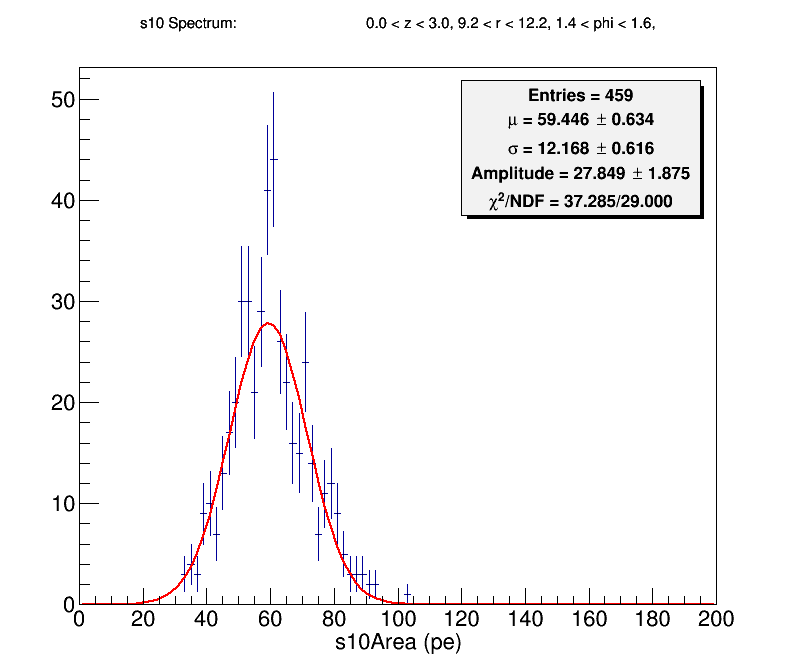 s10 Spectrum: 0.0 < z < 3.0, 9.2 < r < 12.2, 1.4 < phi < 1.6,
Entries = 459
μ = 59.446 ± 0.634
σ = 12.168 ± 0.616
Amplitude = 27.849 ± 1.875
χ²/NDF = 37.285/29.000
50
40
30
20
10
0
0 20 40 60 80 100 120 140 160 180 200
s10Area (pe)